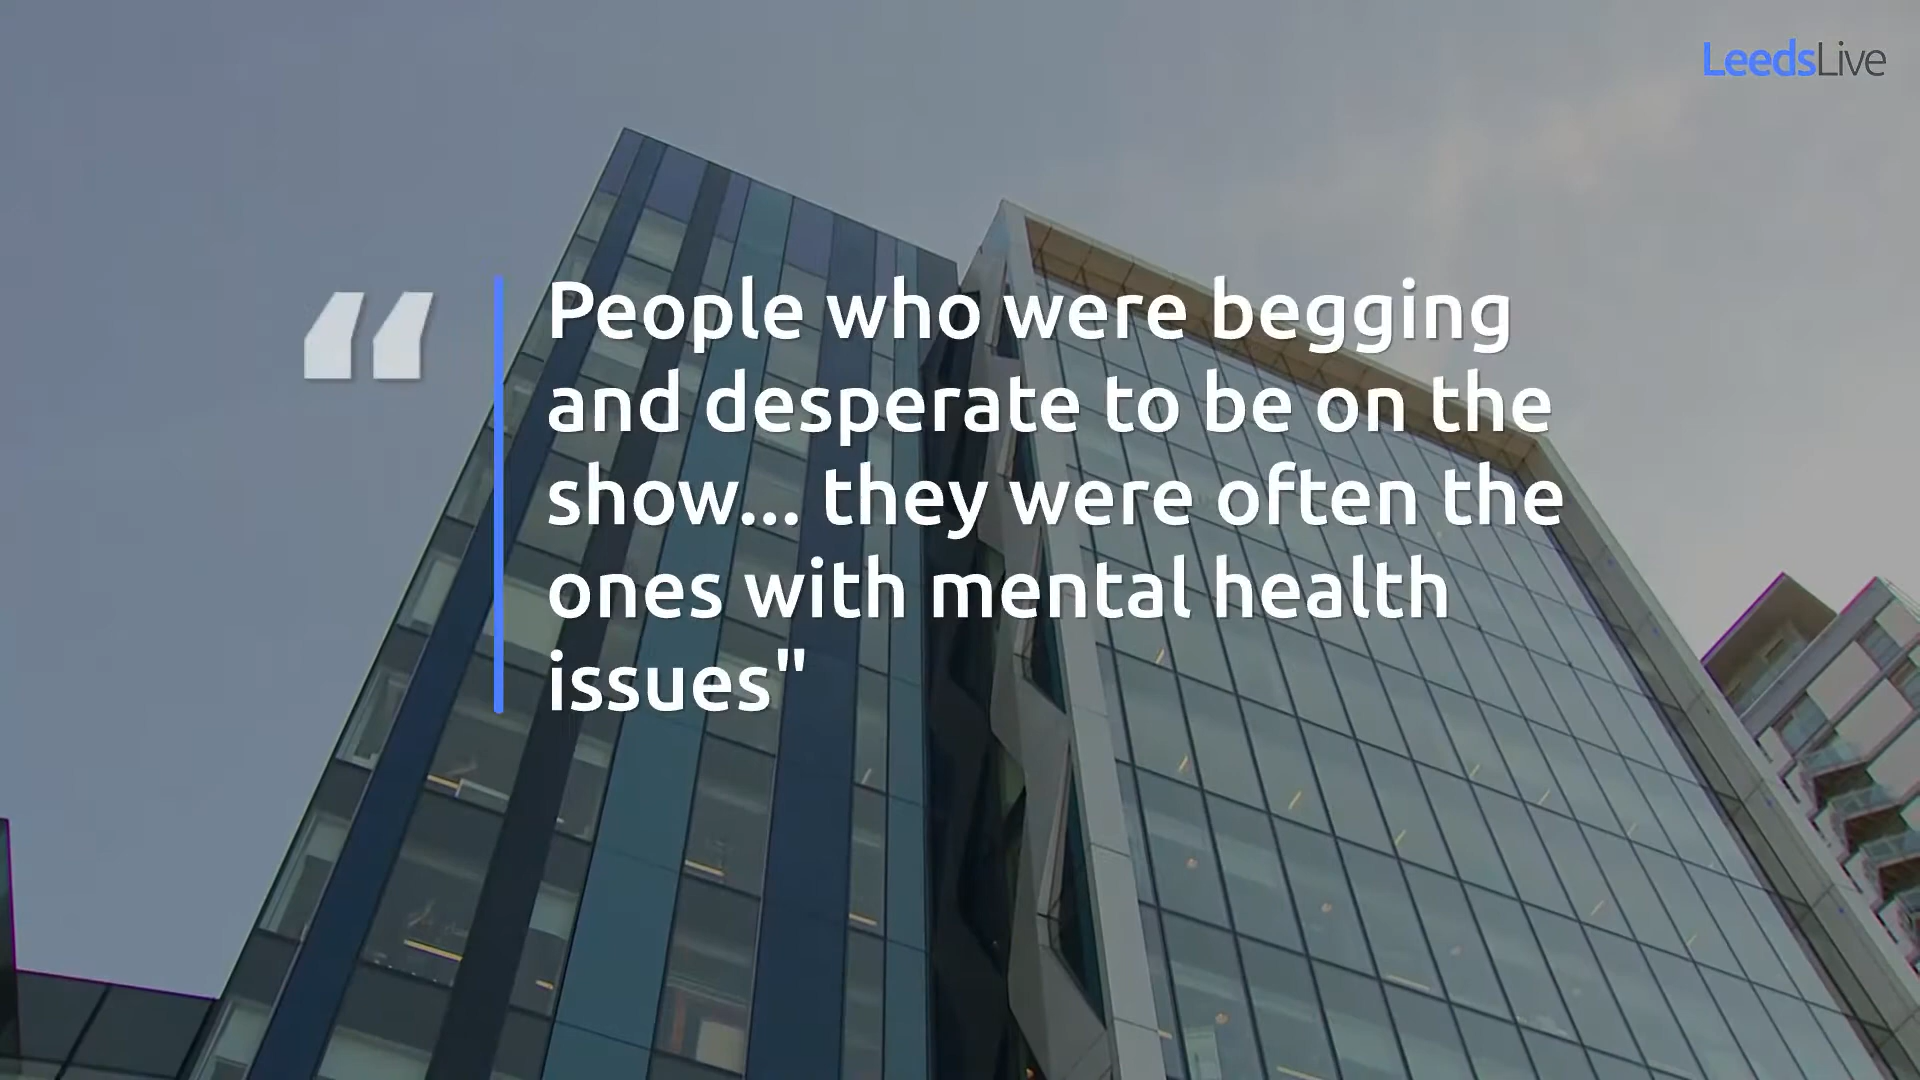 LeedsLive
“
People who were begging
and desperate to be on the
show... they were often the
ones with mental health
issues"